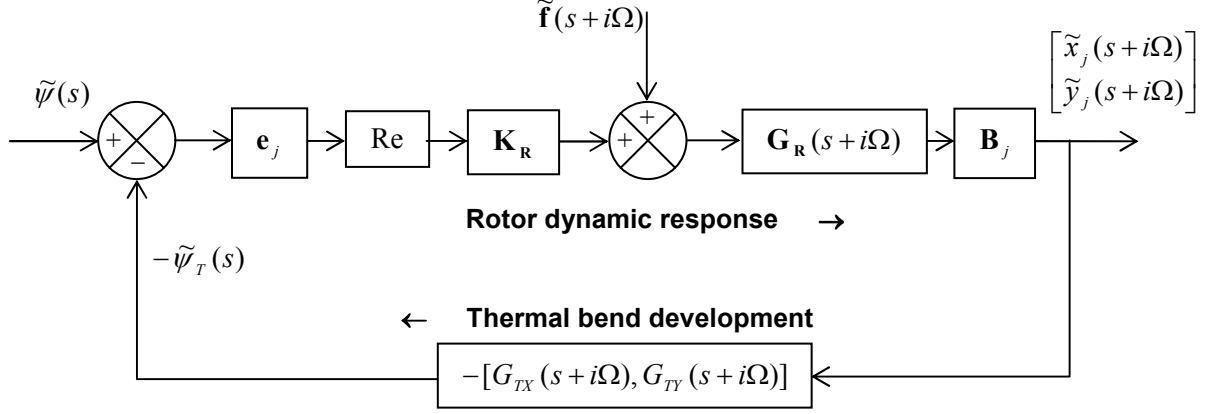 f̃(s+iΩ)
[x̃_j(s+iΩ)
ỹ_j(s+iΩ)]
ψ̃(s)
+
−
e_j
Re
K_R
+
+
G_R(s+iΩ)
B_j
Rotor dynamic response →
−ψ̃_T(s)
← Thermal bend development
−[G_TX(s+iΩ), G_TY(s+iΩ)]